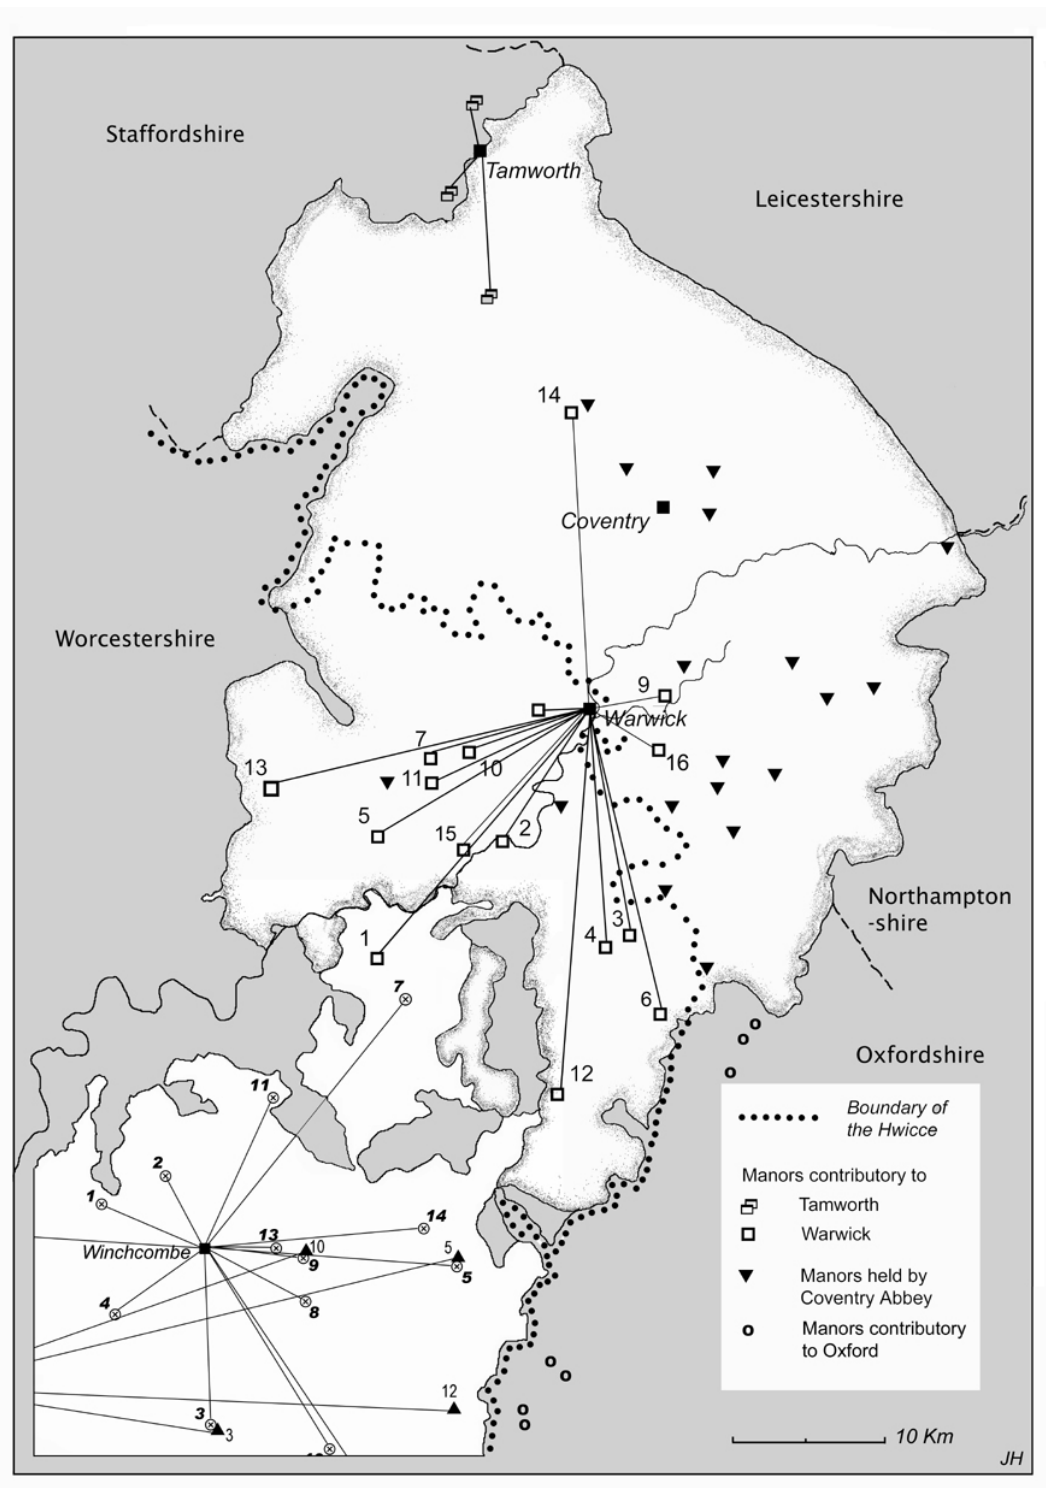 Staffordshire
Tamworth
Leicestershire
14
Coventry
Worcestershire
9
Warwick
7
10
16
13
11
5
15
2
Northampton
-shire
3
4
1
7
6
Oxfordshire
12
11
2
1
14
13
10
5
Winchcombe
9
5
4
8
12
3
3
Boundary of
the Hwicce
Manors contributory to
Tamworth
Warwick
Manors held by
Coventry Abbey
Manors contributory
to Oxford
10 Km
JH